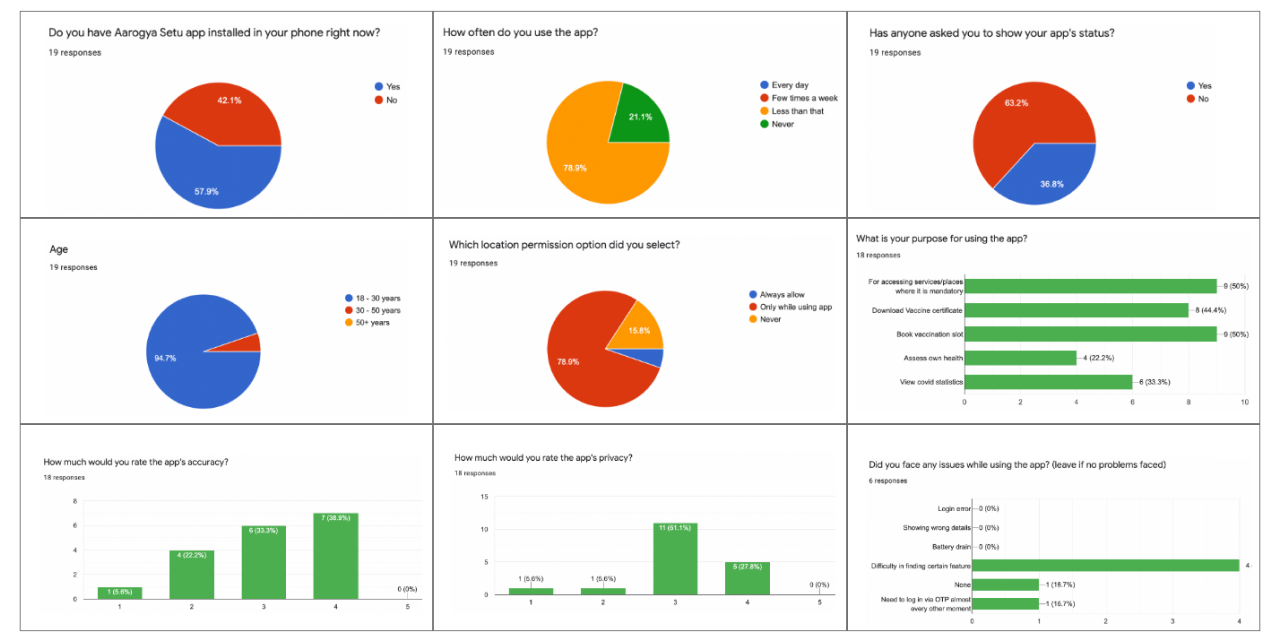 Do you have Aarogya Setu app installed in your phone right now?
19 responses
Yes
No
42.1%
57.9%
How often do you use the app?
19 responses
Every day
Few times a week
Less than that
Never
21.1%
78.9%
Has anyone asked you to show your app's status?
19 responses
Yes
No
63.2%
36.8%
Age
19 responses
18 - 30 years
30 - 50 years
50+ years
94.7%
Which location permission option did you select?
19 responses
Always allow
Only while using app
Never
15.8%
78.9%
What is your purpose for using the app?
18 responses
For accessing services/places
where it is mandatory
9 (50%)
Download Vaccine certificate
8 (44.4%)
Book vaccination slot
9 (50%)
Assess own health
4 (22.2%)
View covid statistics
6 (33.3%)
0 2 4 6 8 10
How much would you rate the app's accuracy?
18 responses
8
6
4
2
0
1 (5.6%)
4 (22.2%)
6 (33.3%)
7 (38.9%)
0 (0%)
1 2 3 4 5
How much would you rate the app's privacy?
18 responses
15
10
5
0
1 (5.6%)
1 (5.6%)
11 (61.1%)
5 (27.8%)
0 (0%)
1 2 3 4 5
Did you face any issues while using the app? (leave if no problems faced)
6 responses
Login error
0 (0%)
Showing wrong details
0 (0%)
Battery drain
0 (0%)
Difficulty in finding certain feature
4
None
1 (16.7%)
Need to log in via OTP almost
every other moment
1 (16.7%)
0 1 2 3 4